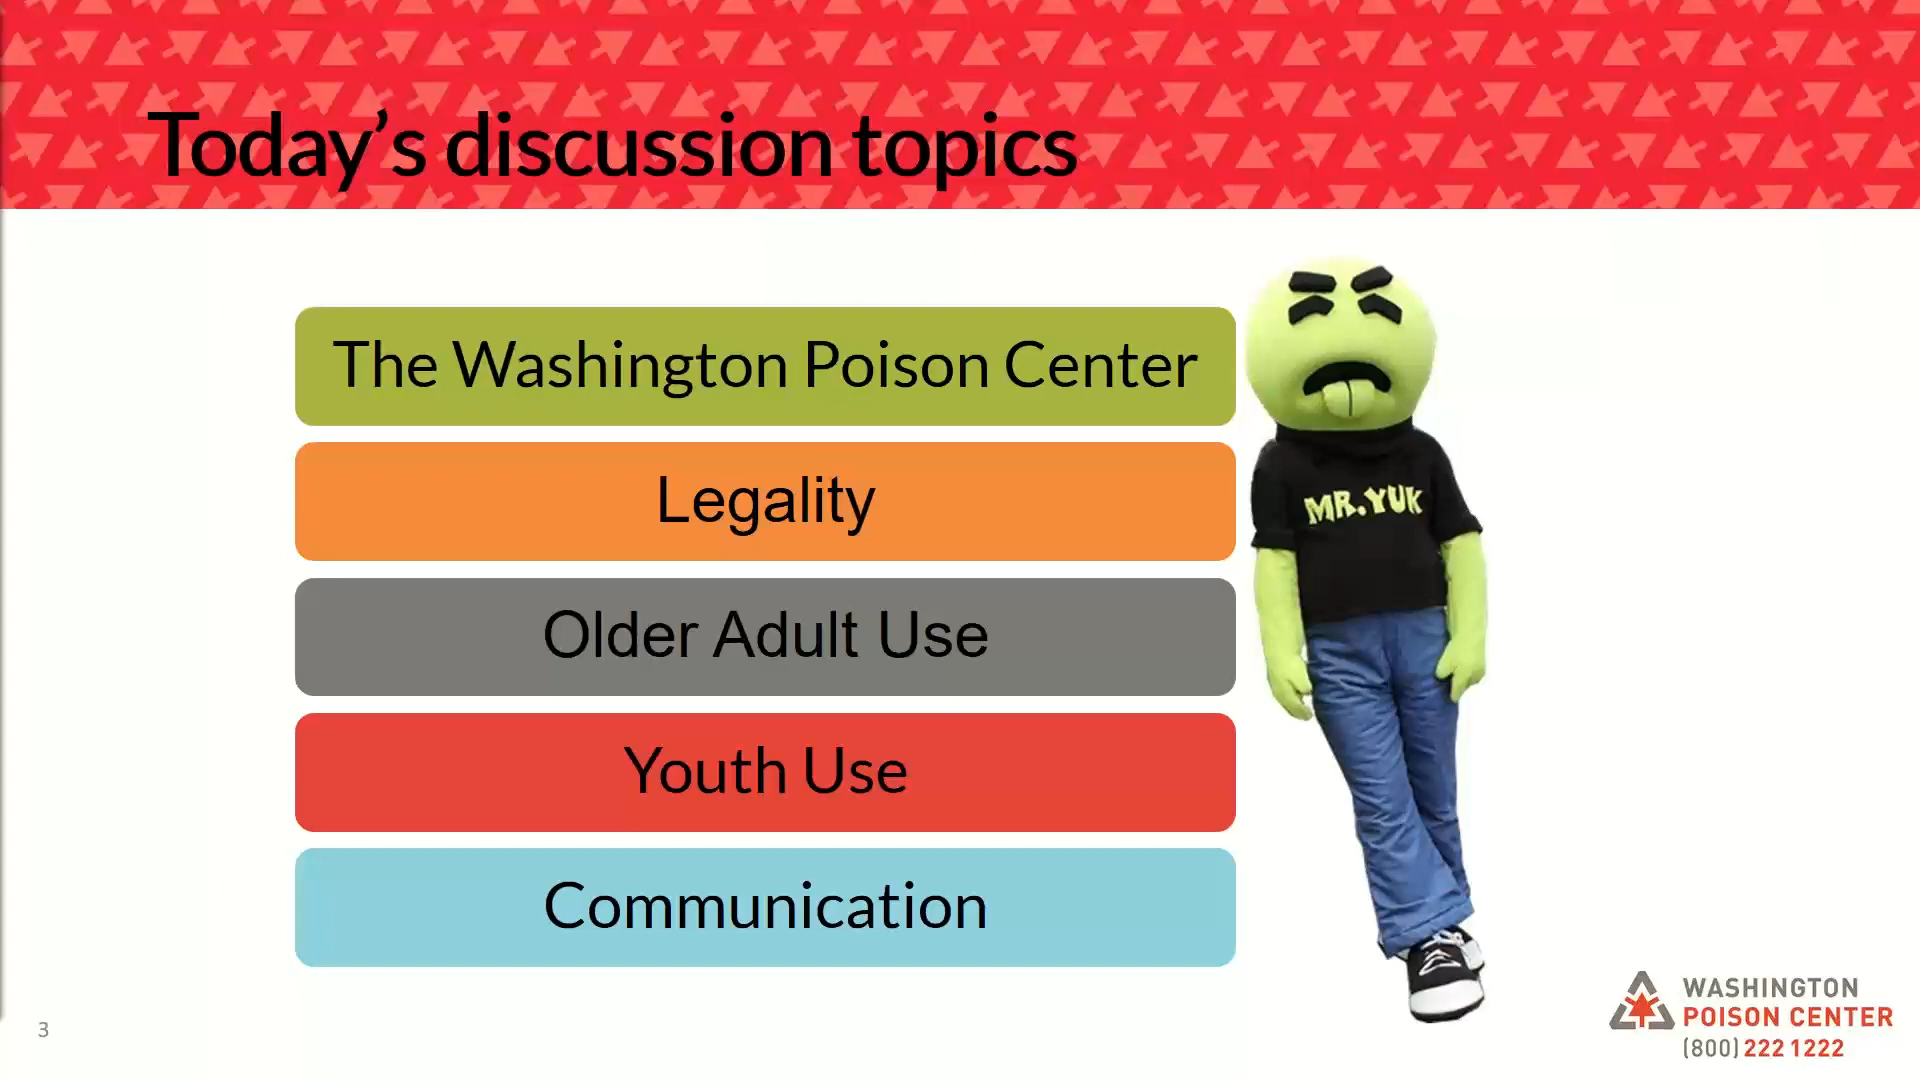 Today’s discussion topics
The Washington Poison Center
Legality
Older Adult Use
Youth Use
Communication
MR.YUK
3
WASHINGTON
POISON CENTER
(800) 222 1222